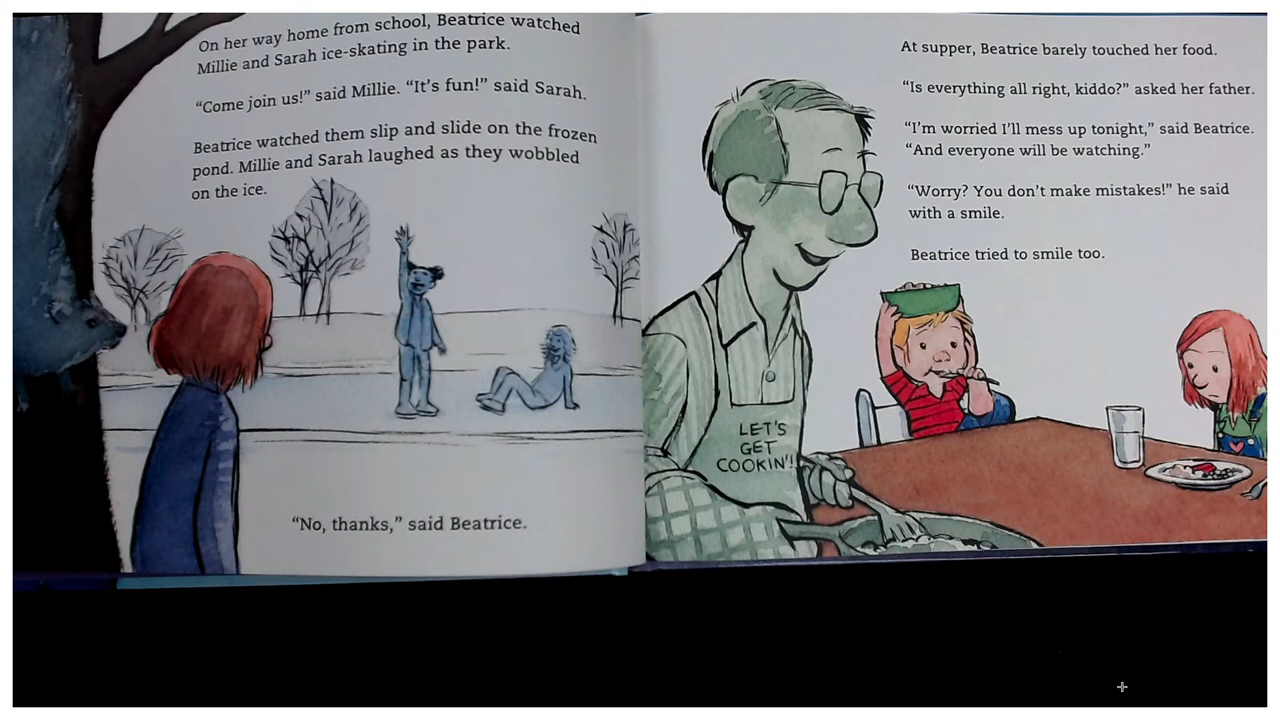 On her way home from school, Beatrice watched
Millie and Sarah ice-skating in the park.
“Come join us!” said Millie. “It’s fun!” said Sarah.
Beatrice watched them slip and slide on the frozen
pond. Millie and Sarah laughed as they wobbled
on the ice.
“No, thanks,” said Beatrice.
At supper, Beatrice barely touched her food.
“Is everything all right, kiddo?” asked her father.
“I’m worried I’ll mess up tonight,” said Beatrice.
“And everyone will be watching.”
“Worry? You don’t make mistakes!” he said
with a smile.
Beatrice tried to smile too.
LET’S
GET
COOKIN’!